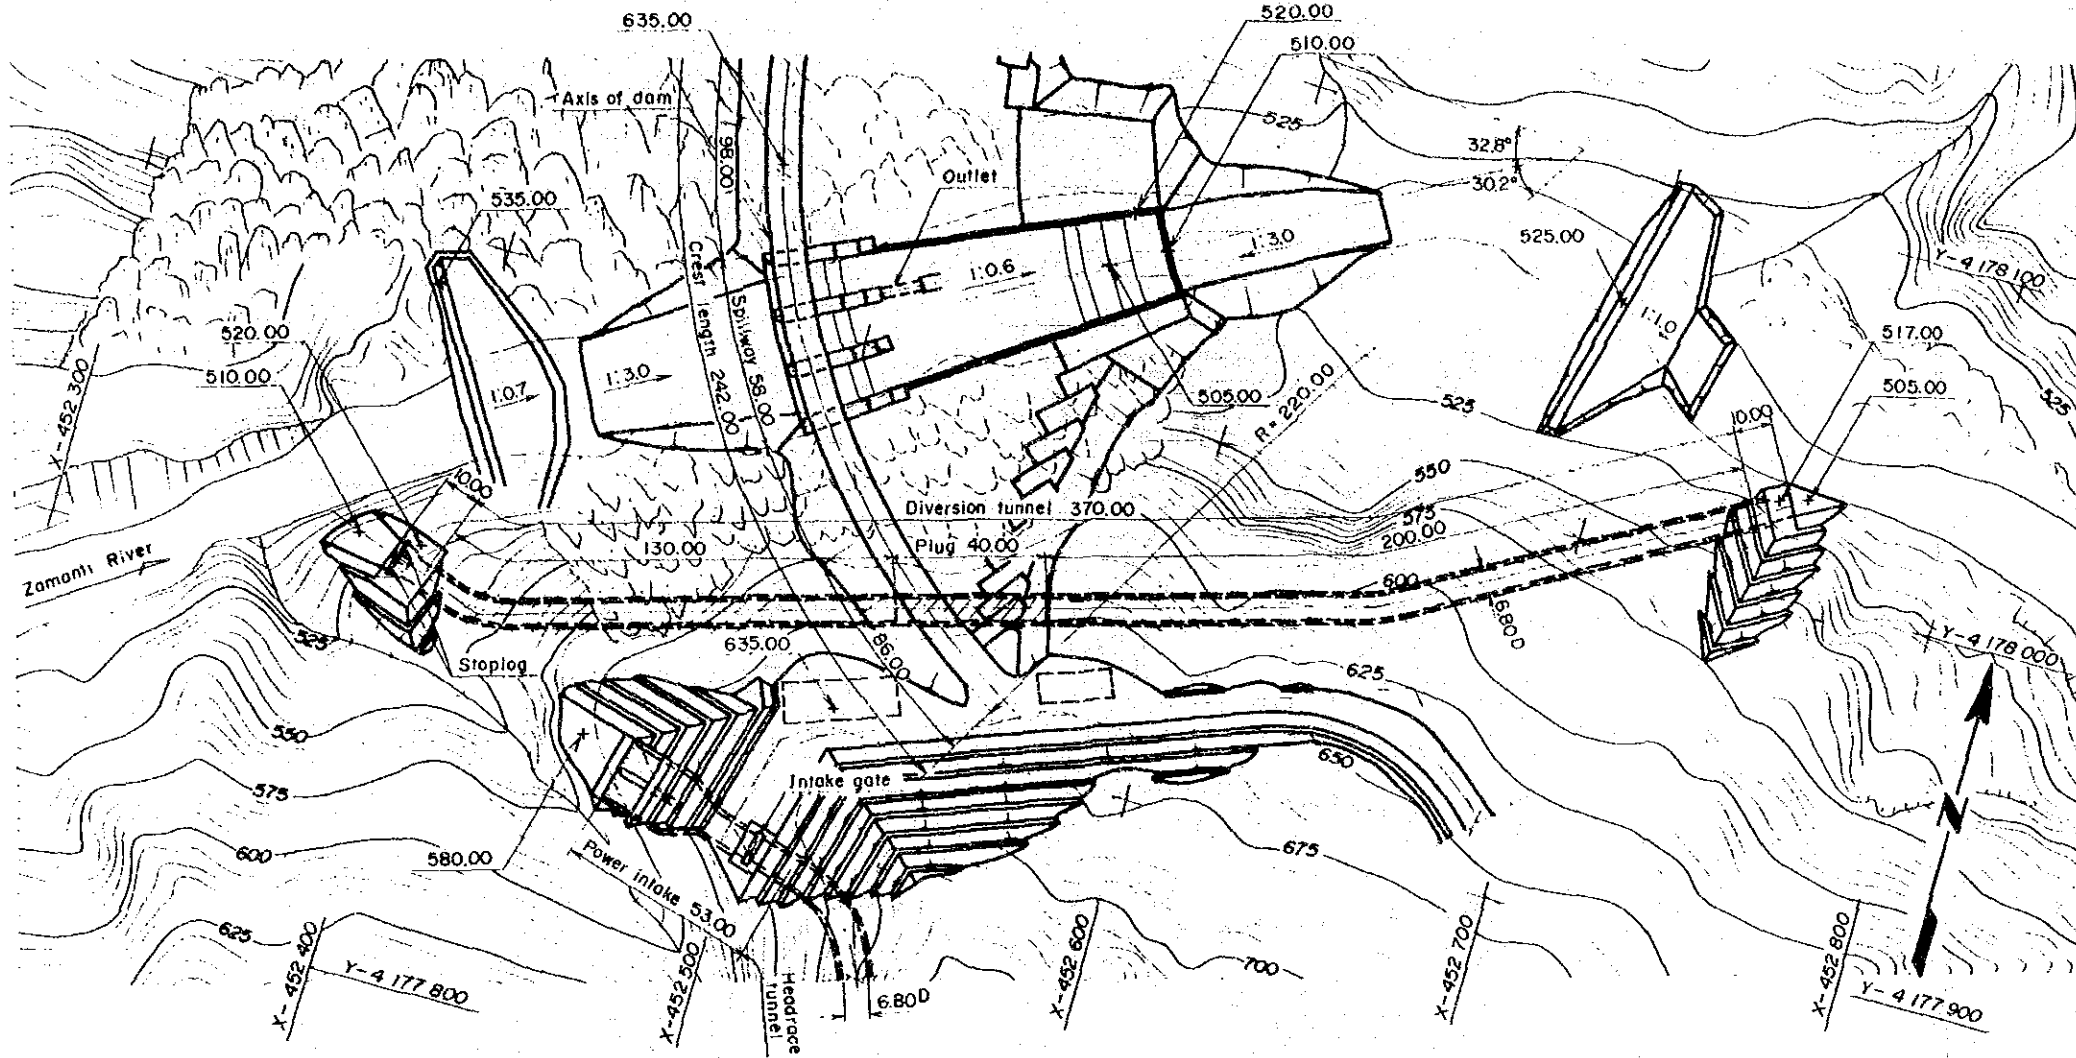 635.00
520.00
510.00
Axis of dam
525
32.8°
98.00
Outlet
30.2°
535.00
525.00
1:3.0
Y-4 178 100
1:0.6
Crest length 242.00
Spillway 58.00
520.00
1:1.0
517.00
510.00
1:3.0
1:0.7
505.00
505.00
X-452 300
R=220.00
525
525
10.00
10.00
550
Diversion tunnel 370.00
575
200.00
130.00
Plug 40.00
Zamantı River
600
6.80D
525
635.00
86.00
Y-4 178 000
Stoplog
625
550
650
Intake gate
N
575
580.00
600
675
Power intake 53.00
625
X-452 400
Y-4 177 800
X-452 500
Headrace
tunnel
6.80D
X-452 600
700
X-452 700
X-452 800
Y-4 177 900